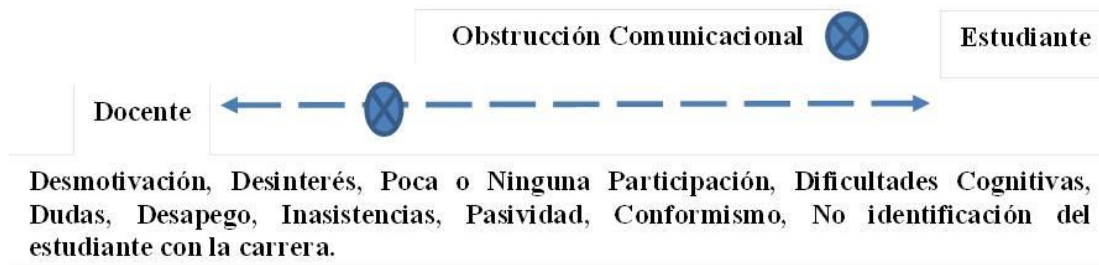 Obstrucción Comunicacional
Estudiante
Docente
Desmotivación, Desinterés, Poca o Ninguna Participación, Dificultades Cognitivas,
Dudas, Desapego, Inasistencias, Pasividad, Conformismo, No identificación del
estudiante con la carrera.